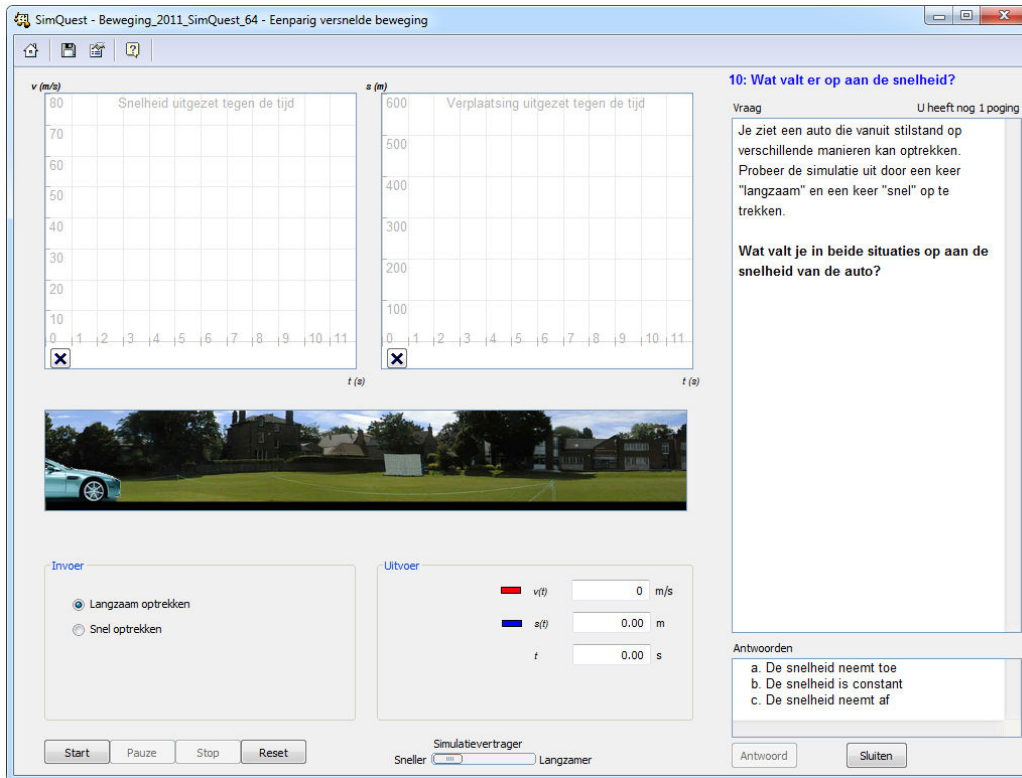 SimQuest - Beweging_2011_SimQuest_64 - Eenparig versnelde beweging
v (m/s)
80
Snelheid uitgezet tegen de tijd
70
60
50
40
30
20
10
0 1 2 3 4 5 6 7 8 9 10 11
t (s)
s (m)
600
Verplaatsing uitgezet tegen de tijd
500
400
300
200
100
0 1 2 3 4 5 6 7 8 9 10 11
t (s)
Invoer
Langzaam optrekken
Snel optrekken
Uitvoer
v(t) 0 m/s
s(t) 0.00 m
t 0.00 s
Start Pauze Stop Reset
Simulatievertrager
Sneller Langzamer
10: Wat valt er op aan de snelheid?
Vraag U heeft nog 1 poging
Je ziet een auto die vanuit stilstand op
verschillende manieren kan optrekken.
Probeer de simulatie uit door een keer
"langzaam" en een keer "snel" op te
trekken.
Wat valt je in beide situaties op aan de
snelheid van de auto?
Antwoorden
a. De snelheid neemt toe
b. De snelheid is constant
c. De snelheid neemt af
Antwoord Sluiten